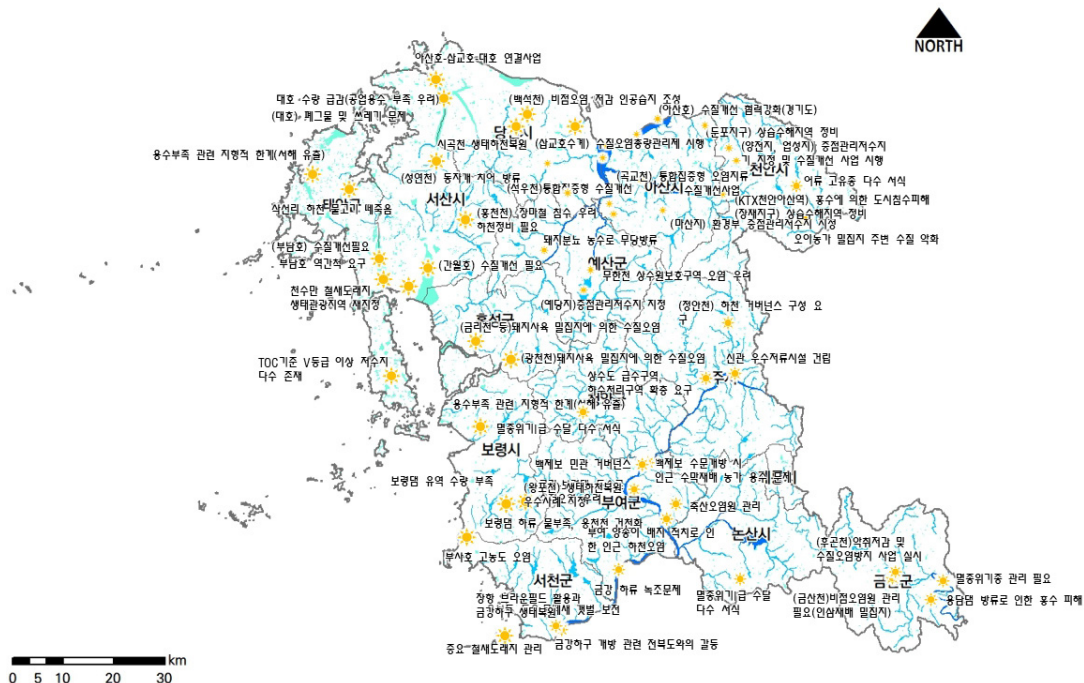 NORTH
아산호-삽교호-대호 연결사업
대호 수량 급감(공업용수 부족 우려)
(대호) 폐그물 및 쓰레기 문제
(백석천) 비점오염 저감 인공습지 조성
(아산호) 수질개선 협력강화(경기도)
(둔포지구) 상습수해지역 정비
(양전지, 업성지) 중점관리저수지
지정 및 수질개선 사업 시행
천안시
시곡천 생태하천복원
(삽교호수계) 수질오염총량관리제 시행
용수부족 관련 지형적 한계(서해 유출)
(성연천) 동자개 치어 방류
(석우천)통합집중형 수질개선
(곡교천) 통합집중형 오염지류
수질개선사업
아산시
어류 고유종 다수 서식
태안군
서산시
(KTX천안아산역) 홍수에 의한 도시침수피해
(장재지구) 상습수해지역 정비
(홍천천) 장마철 침수 우려
하천정비 필요
(마산지) 환경부 중점관리저수지 지정
오이농가 밀집지 주변 수질 악화
(부남호) 수질개선필요
부남호 역간척 요구
돼지분뇨 농수로 무단방류
(간월호) 수질개선 필요
예산군
무한천 상수원보호구역 오염 우려
천수만 철새도래지
생태관광지역 재지정
(예당지)중점관리저수지 지정
(정안천) 하천 거버넌스 구성 요
홍성군
(금리천 등)돼지사육 밀집지에 의한 수질오염
TOC기준 V등급 이상 저수지
다수 존재
(광천천)돼지사육 밀집지에 의한 수질오염
신관 우수저류시설 건립
상수도 급수구역,
하수처리구역 확충 요구
용수부족 관련 지형적 한계(서해 유출)
멸종위기I급 수달 다수 서식
보령시
보령댐 유역 수량 부족
백제보 민관 거버넌스
백제보 수문개방 시
인근 수막재배 농가 용수문제
(왕포천) 생태하천복원
우수사례 지정
부여군
축산오염원 관리
보령댐 하류 물부족, 웅천천 건천화
부여 양송이 배지 적치로 인
한 인근 하천오염
논산시
부사호 고농도 오염
서천군
금강 하류 녹조문제
멸종위기I급 수달
다수 서식
금산군
멸종위기종 관리 필요
(금산천)비점오염원 관리
필요(인삼재배 밀집지)
용담댐 방류로 인한 홍수 피해
장항 브라운필드 활용과
금강하구 생태복원
금강하구 개방 관련 전북도와의 갈등
중요 철새도래지 관리
km
0 5 10 20 30